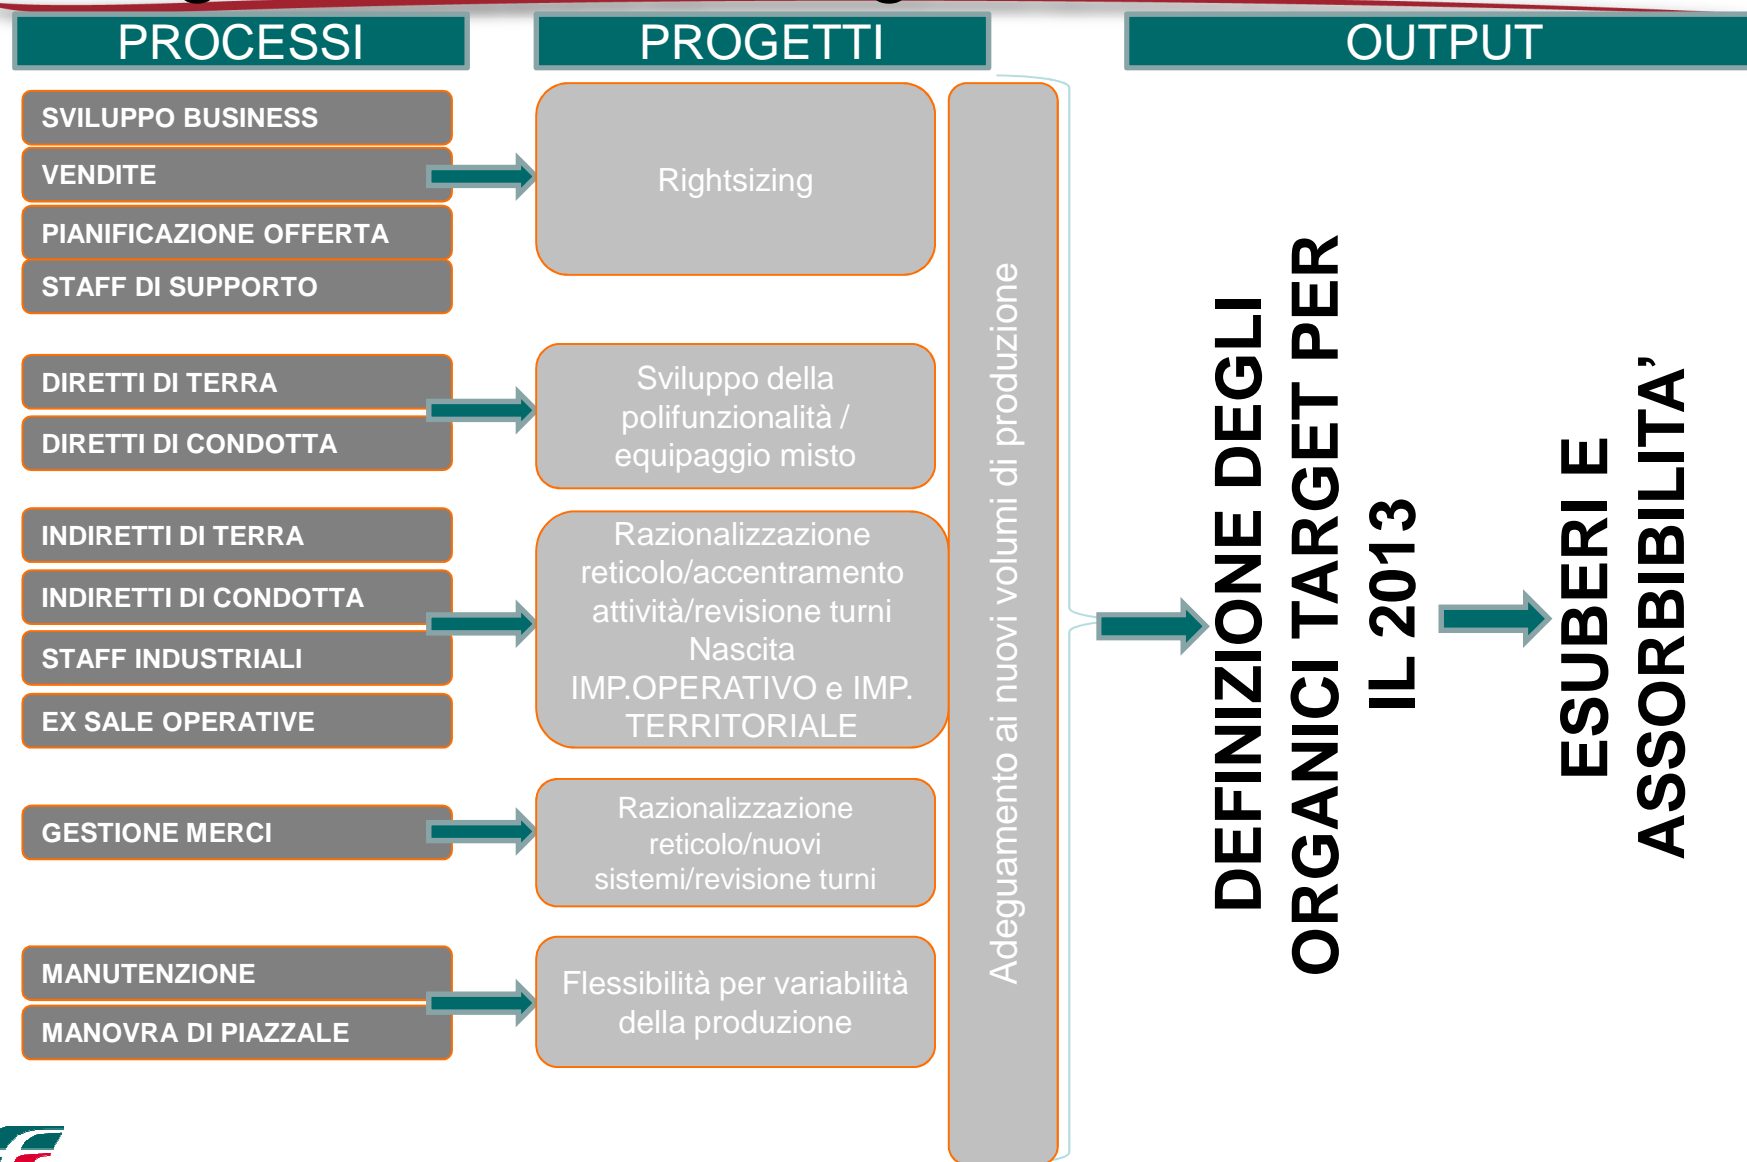 PROCESSI
PROGETTI
OUTPUT
SVILUPPO BUSINESS
VENDITE
PIANIFICAZIONE OFFERTA
STAFF DI SUPPORTO
Rightsizing
DIRETTI DI TERRA
DIRETTI DI CONDOTTA
Sviluppo della
polifunzionalità /
equipaggio misto
INDIRETTI DI TERRA
INDIRETTI DI CONDOTTA
STAFF INDUSTRIALI
EX SALE OPERATIVE
Razionalizzazione
reticolo/accentramento
attività/revisione turni
Nascita
IMP.OPERATIVO e IMP.
TERRITORIALE
GESTIONE MERCI
Razionalizzazione
reticolo/nuovi
sistemi/revisione turni
MANUTENZIONE
MANOVRA DI PIAZZALE
Flessibilità per variabilità
della produzione
Adeguamento ai nuovi volumi di produzione
DEFINIZIONE DEGLI
ORGANICI TARGET PER
IL 2013
ESUBERI E
ASSORBIBILITA’